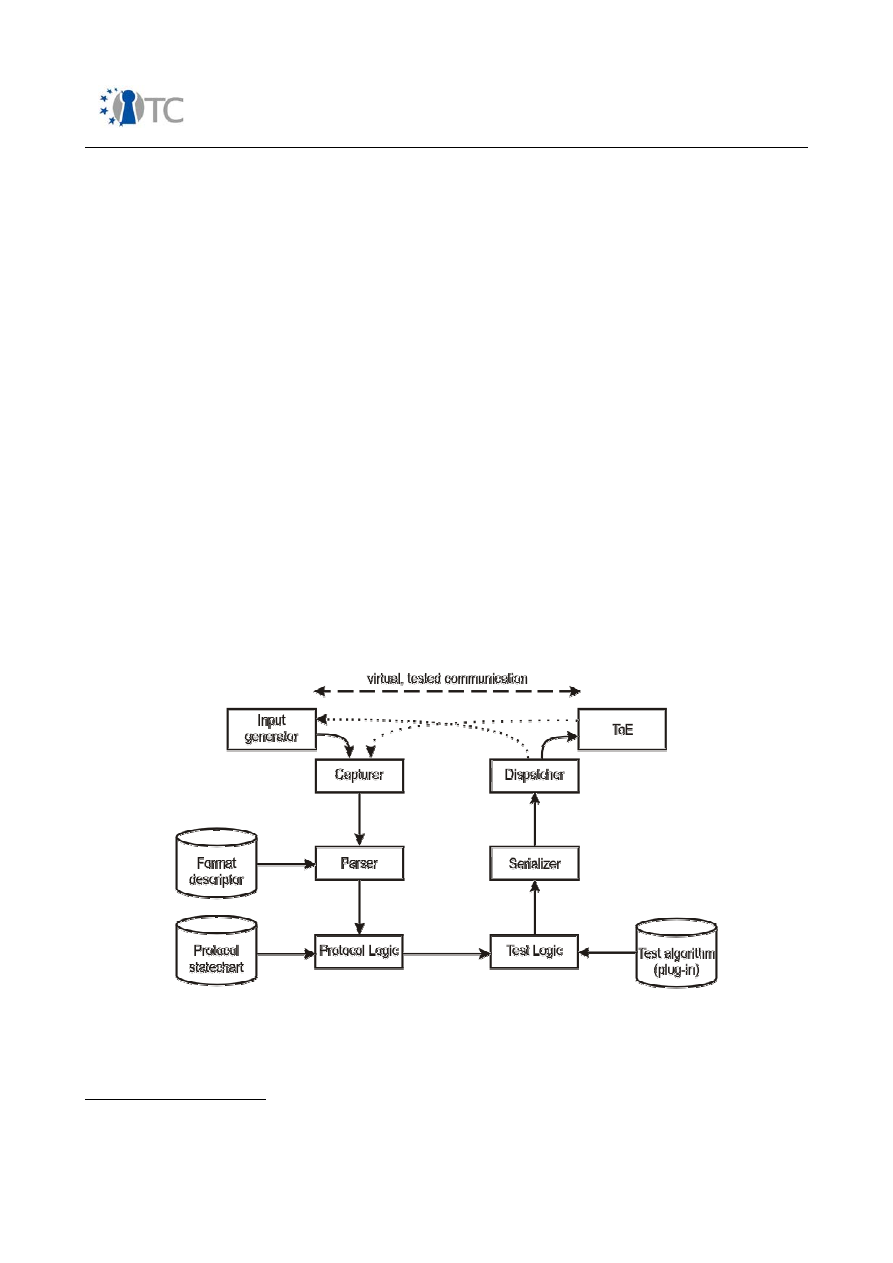 TC
virtual, tested communication
Input
generator
ToE
Capturer
Dispatcher
Format
descriptor
Parser
Serializer
Protocol
statechart
Protocol Logic
Test Logic
Test algorithm
(plug-in)